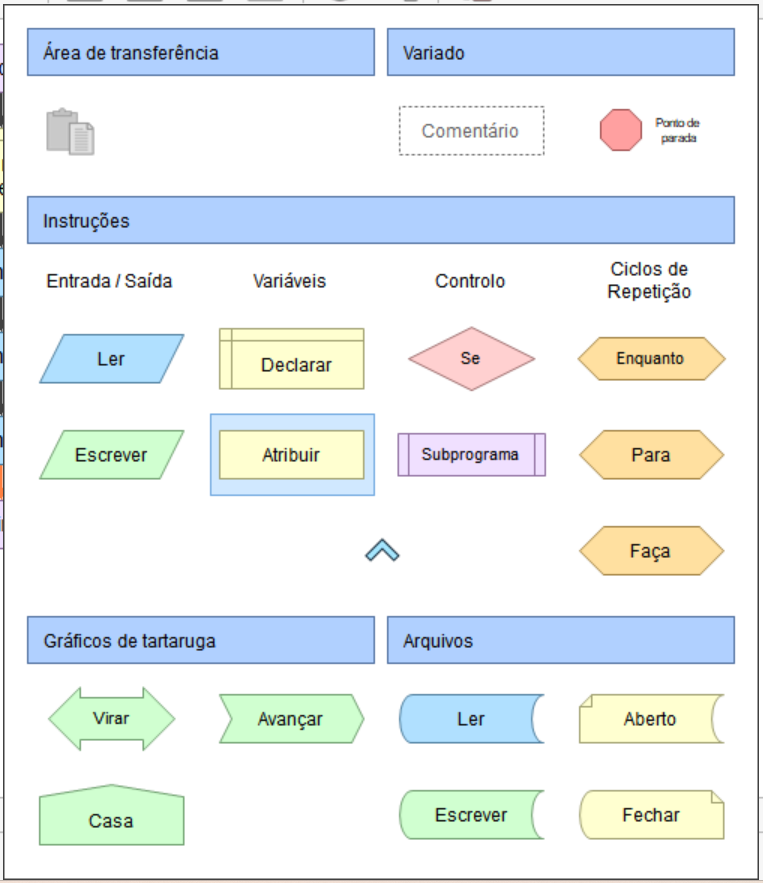 Área de transferência
Variado
Comentário
Ponto de
parada
Instruções
Entrada / Saída
Variáveis
Controlo
Ciclos de
Repetição
Ler
Declarar
Se
Enquanto
Escrever
Atribuir
Subprograma
Para
Faça
Gráficos de tartaruga
Arquivos
Virar
Avançar
Ler
Aberto
Casa
Escrever
Fechar